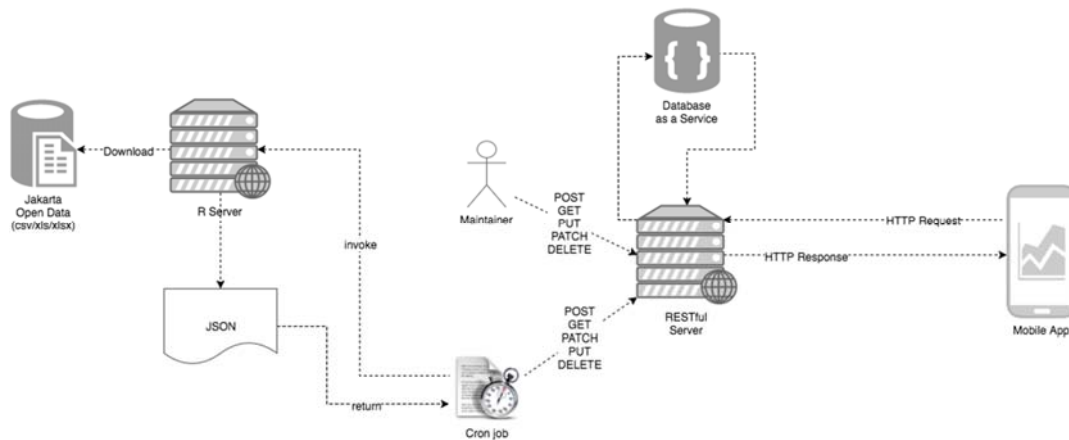 Database
as a Service
Download
Jakarta
Open Data
(csv/xls/xlsx)
R Server
Maintainer
POST
GET
PUT
PATCH
DELETE
HTTP Request
HTTP Response
invoke
JSON
RESTful
Server
Mobile App
POST
GET
PATCH
PUT
DELETE
return
Cron job